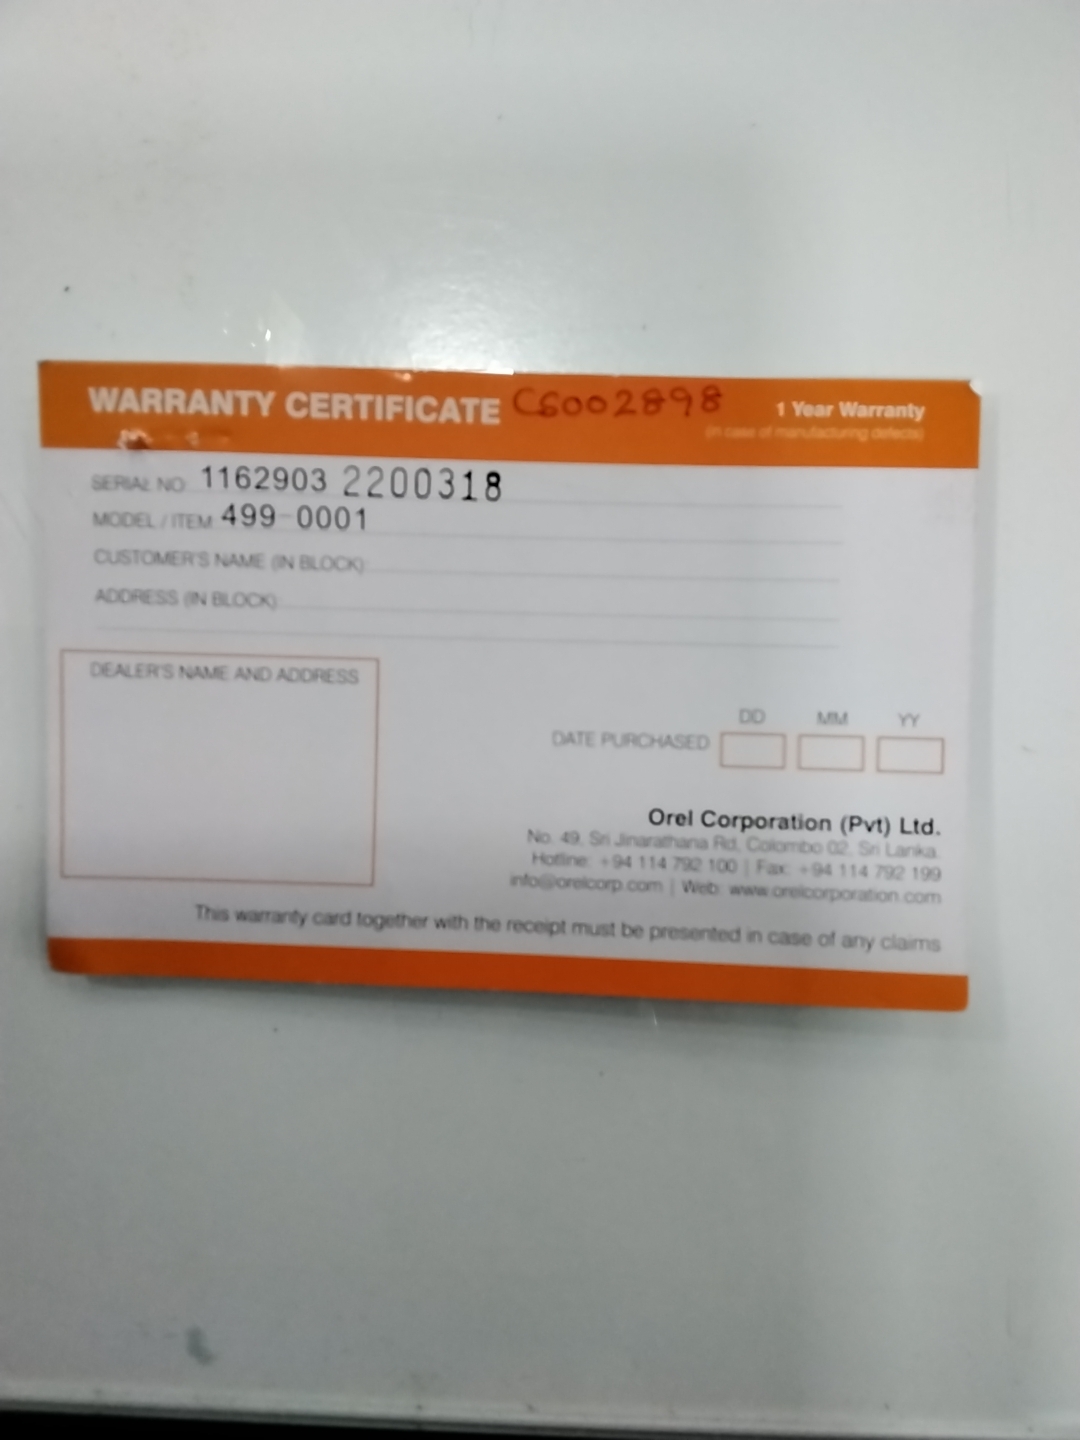 WARRANTY CERTIFICATE CS002898 1 Year Warranty
(in case of manufacturing defects)
SERIAL NO 1162903 2200318
MODEL / ITEM 499-0001
CUSTOMER'S NAME (IN BLOCK)
ADDRESS (IN BLOCK)
DEALER'S NAME AND ADDRESS
DD MM YY
DATE PURCHASED
Orel Corporation (Pvt) Ltd.
No. 49, Sri Jinarathana Rd, Colombo 02, Sri Lanka.
Hotline: +94 114 792 100 | Fax: +94 114 792 199
info@orelcorp.com | Web: www.orelcorporation.com
This warranty card together with the receipt must be presented in case of any claims